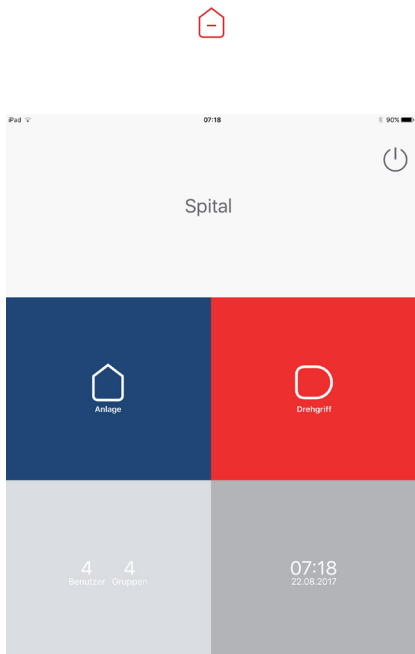 iPad 07:18 90%
Spital
Anlage Drehgriff
4 4 07:18
Benutzer Gruppen 22.08.2017